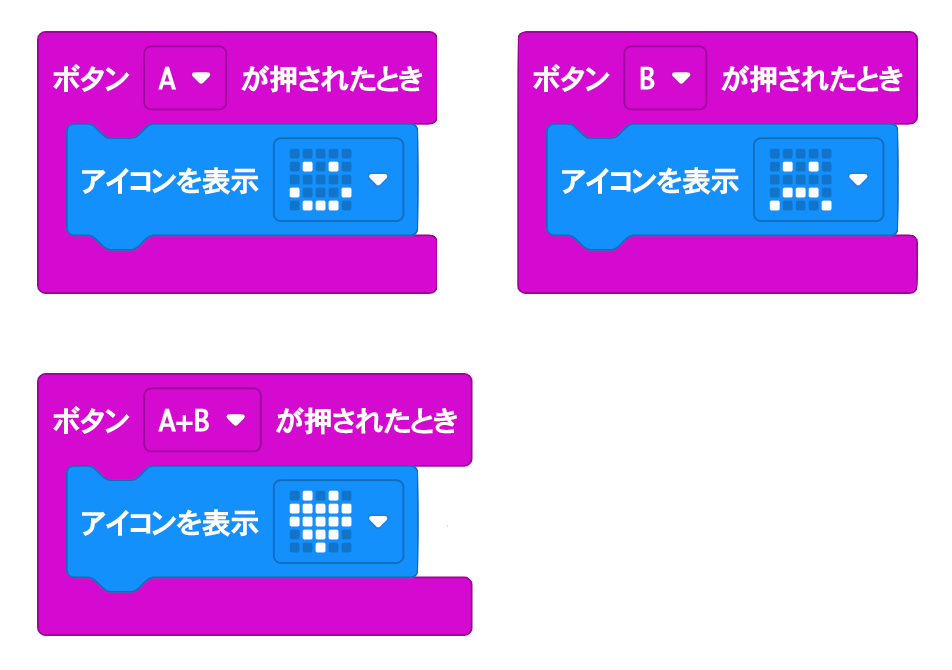 ボタン A が押されたとき
アイコンを表示
ボタン B が押されたとき
アイコンを表示
ボタン A+B が押されたとき
アイコンを表示